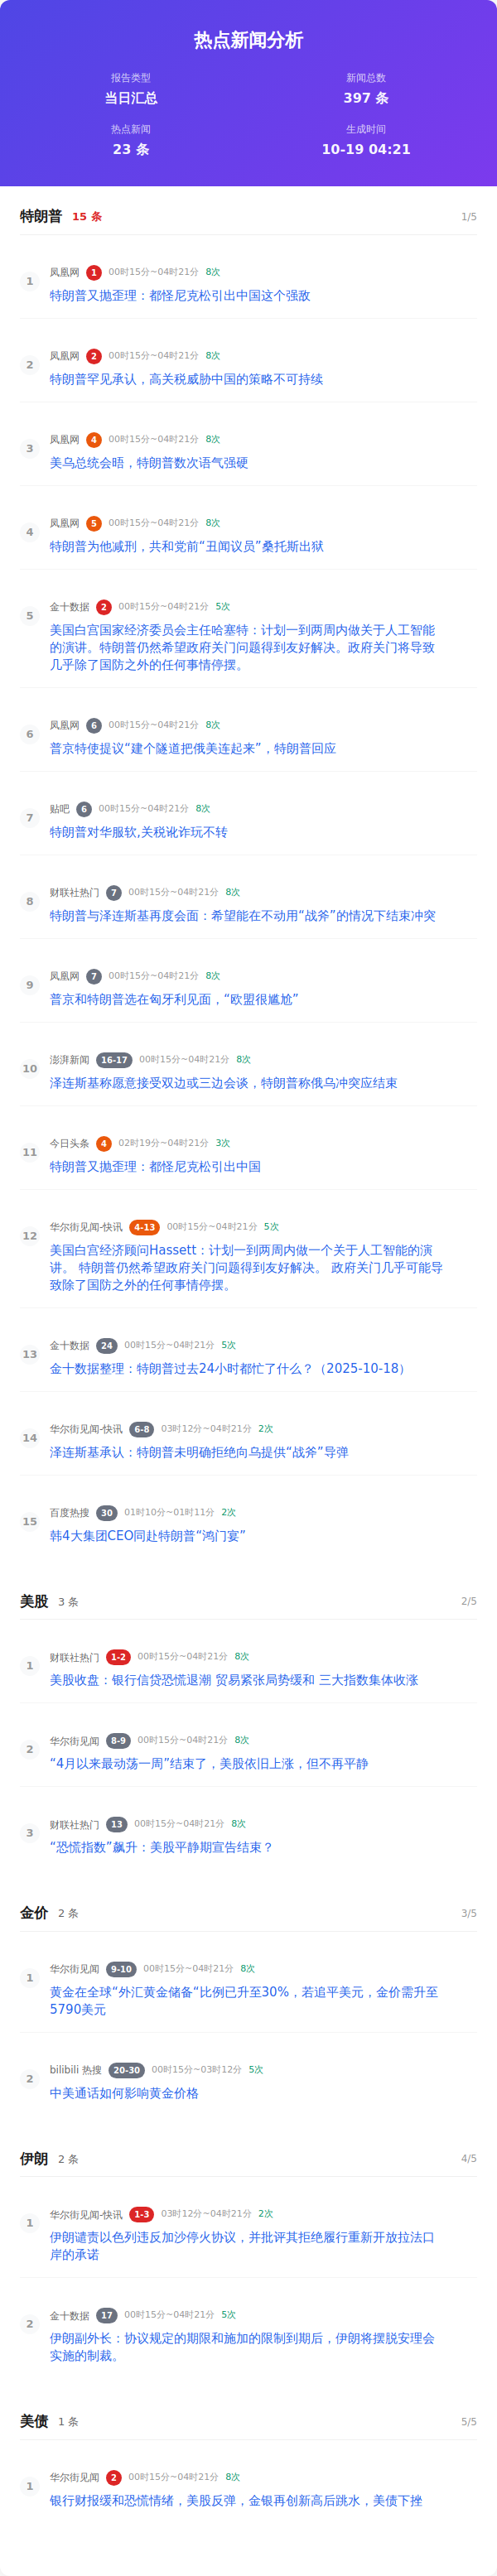 热点新闻分析
报告类型
当日汇总
新闻总数
397 条
热点新闻
23 条
生成时间
10-19 04:21
特朗普 15 条 1/5
1 凤凰网 1 00时15分~04时21分 8次
特朗普又抛歪理：都怪尼克松引出中国这个强敌
2 凤凰网 2 00时15分~04时21分 8次
特朗普罕见承认，高关税威胁中国的策略不可持续
3 凤凰网 4 00时15分~04时21分 8次
美乌总统会晤，特朗普数次语气强硬
4 凤凰网 5 00时15分~04时21分 8次
特朗普为他减刑，共和党前“丑闻议员”桑托斯出狱
5 金十数据 2 00时15分~04时21分 5次
美国白宫国家经济委员会主任哈塞特：计划一到两周内做关于人工智能
的演讲。特朗普仍然希望政府关门问题得到友好解决。政府关门将导致
几乎除了国防之外的任何事情停摆。
6 凤凰网 6 00时15分~04时21分 8次
普京特使提议“建个隧道把俄美连起来”，特朗普回应
7 贴吧 6 00时15分~04时21分 8次
特朗普对华服软,关税讹诈玩不转
8 财联社热门 7 00时15分~04时21分 8次
特朗普与泽连斯基再度会面：希望能在不动用“战斧”的情况下结束冲突
9 凤凰网 7 00时15分~04时21分 8次
普京和特朗普选在匈牙利见面，“欧盟很尴尬”
10 澎湃新闻 16-17 00时15分~04时21分 8次
泽连斯基称愿意接受双边或三边会谈，特朗普称俄乌冲突应结束
11 今日头条 4 02时19分~04时21分 3次
特朗普又抛歪理：都怪尼克松引出中国
12 华尔街见闻-快讯 4-13 00时15分~04时21分 5次
美国白宫经济顾问Hassett：计划一到两周内做一个关于人工智能的演
讲。 特朗普仍然希望政府关门问题得到友好解决。 政府关门几乎可能导
致除了国防之外的任何事情停摆。
13 金十数据 24 00时15分~04时21分 5次
金十数据整理：特朗普过去24小时都忙了什么？（2025-10-18）
14 华尔街见闻-快讯 6-8 03时12分~04时21分 2次
泽连斯基承认：特朗普未明确拒绝向乌提供“战斧”导弹
15 百度热搜 30 01时10分~01时11分 2次
韩4大集团CEO同赴特朗普“鸿门宴”
美股 3 条 2/5
1 财联社热门 1-2 00时15分~04时21分 8次
美股收盘：银行信贷恐慌退潮 贸易紧张局势缓和 三大指数集体收涨
2 华尔街见闻 8-9 00时15分~04时21分 8次
“4月以来最动荡一周”结束了，美股依旧上涨，但不再平静
3 财联社热门 13 00时15分~04时21分 8次
“恐慌指数”飙升：美股平静期宣告结束？
金价 2 条 3/5
1 华尔街见闻 9-10 00时15分~04时21分 8次
黄金在全球“外汇黄金储备“比例已升至30%，若追平美元，金价需升至
5790美元
2 bilibili 热搜 20-30 00时15分~03时12分 5次
中美通话如何影响黄金价格
伊朗 2 条 4/5
1 华尔街见闻-快讯 1-3 03时12分~04时21分 2次
伊朗谴责以色列违反加沙停火协议，并批评其拒绝履行重新开放拉法口
岸的承诺
2 金十数据 17 00时15分~04时21分 5次
伊朗副外长：协议规定的期限和施加的限制到期后，伊朗将摆脱安理会
实施的制裁。
美债 1 条 5/5
1 华尔街见闻 2 00时15分~04时21分 8次
银行财报缓和恐慌情绪，美股反弹，金银再创新高后跳水，美债下挫